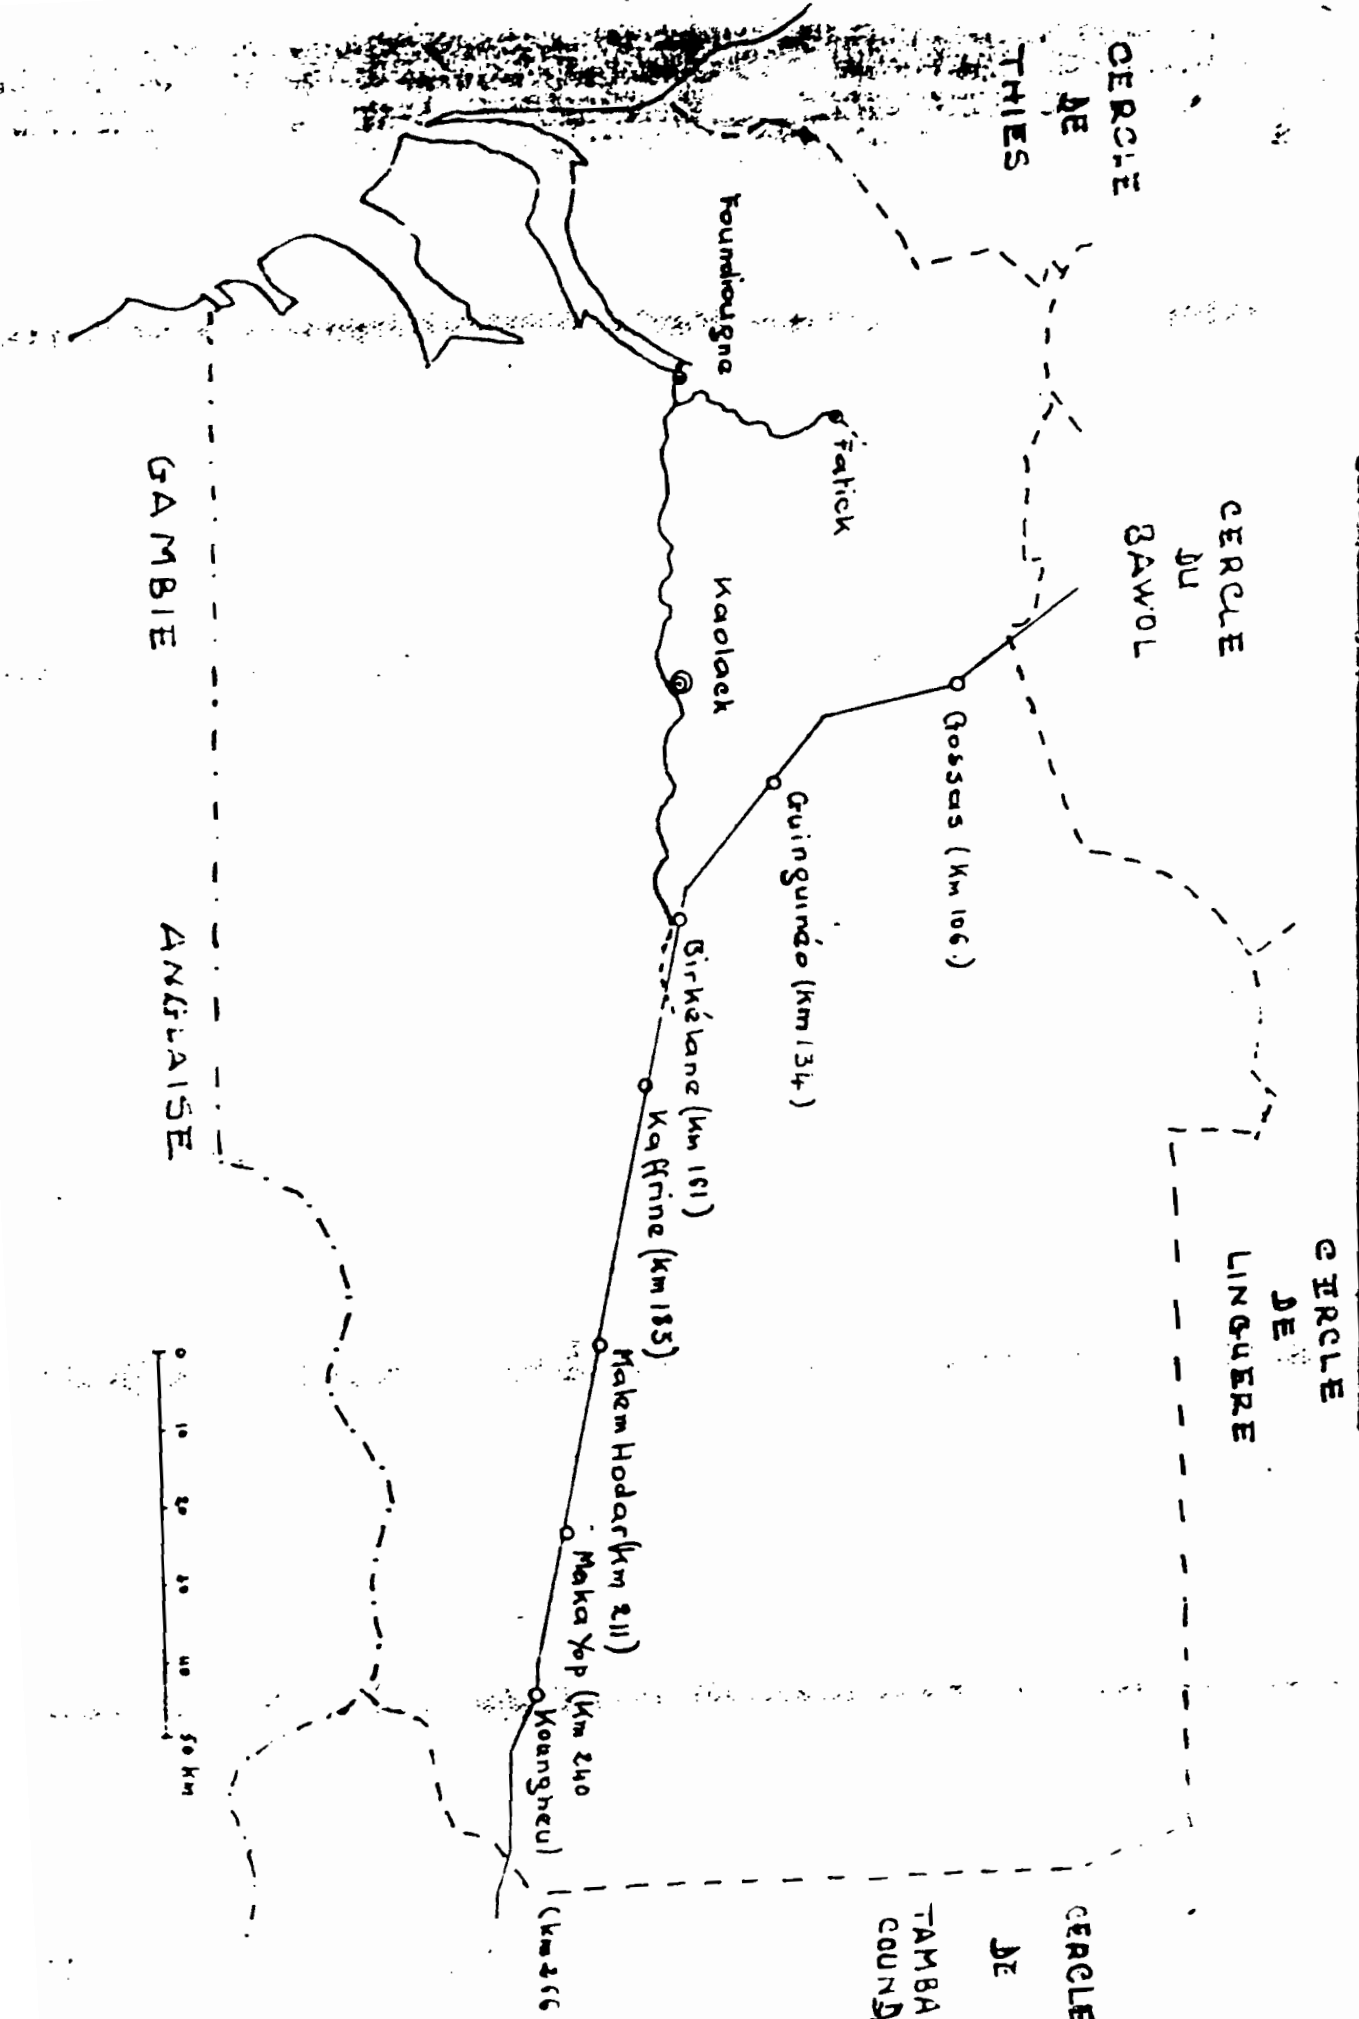 CERCLE
DE
THIES
CERCLE
DU
BAWOL
CERCLE
DE
LINGUERE
CERCLE
DE
TAMBA
COUND
Foundiougne
Fatick
Kaolack
Gossas (Km 106)
Guinguinéo (Km 134)
Birkélane (Km 161)
Kaffrine (Km 185)
Makem Hodar (Km 211)
Maka Yop (Km 240
Koungheul
(Km 266
GAMBIE ANGLAISE
0 10 20 30 40 50 km